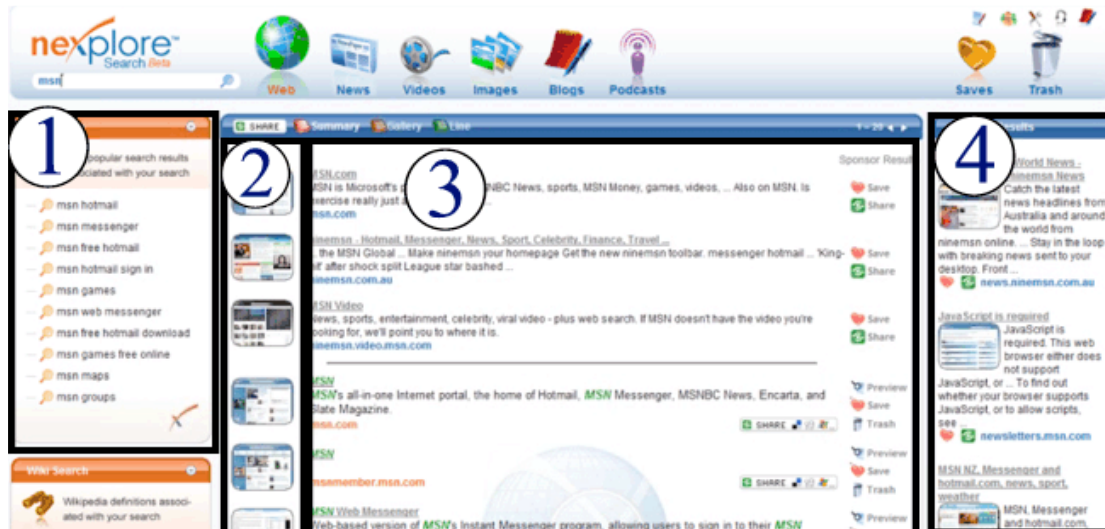 nexplore™
Search Beta
msn
Web
News
Videos
Images
Blogs
Podcasts
Saves
Trash
1
popular search results
associated with your search
msn hotmail
msn messenger
msn free hotmail
msn hotmail sign in
msn games
msn web messenger
msn free hotmail download
msn games free online
msn maps
msn groups
Wiki Search
Wikipedia definitions associ-
ated with your search
SHARE
Summary
Gallery
Line
1 - 20
2
3
Sponsor Resul
MSN.com
MSN is Microsoft's p NBC News, sports, MSN Money, games, videos, ... Also on MSN. Is
exercise really just a
msn.com
Save
Share
ninemsn - Hotmail, Messenger, News, Sport, Celebrity, Finance, Travel ...
... the MSN Global ... Make ninemsn your homepage Get the new ninemsn toolbar. messenger hotmail ... 'King-
hit' after shock split League star bashed ...
ninemsn.com.au
Save
Share
MSN Video
News, sports, entertainment, celebrity, viral video - plus web search. If MSN doesn't have the video you're
looking for, we'll point you to where it is.
ninemsn.video.msn.com
Save
Share
MSN
MSN's all-in-one Internet portal, the home of Hotmail, MSN Messenger, MSNBC News, Encarta, and
Slate Magazine.
msn.com
SHARE
Preview
Save
Trash
MSN
msnmember.msn.com
SHARE
Preview
Save
Trash
MSN Web Messenger
Web-based version of MSN's Instant Messenger program, allowing users to sign in to their MSN
Preview
4
Results
World News -
ninemsn News
Catch the latest
news headlines from
Australia and around
the world from
ninemsn online. ... Stay in the loop
with breaking news sent to your
desktop. Front ...
news.ninemsn.com.au
JavaScript is required
JavaScript is
required. This web
browser either does
not support
JavaScript, or ... To find out
whether your browser supports
JavaScript, or to allow scripts,
see ...
newsletters.msn.com
MSN NZ, Messenger and
hotmail.com, news, sport,
weather
MSN, Messenger
and hotmail.com,